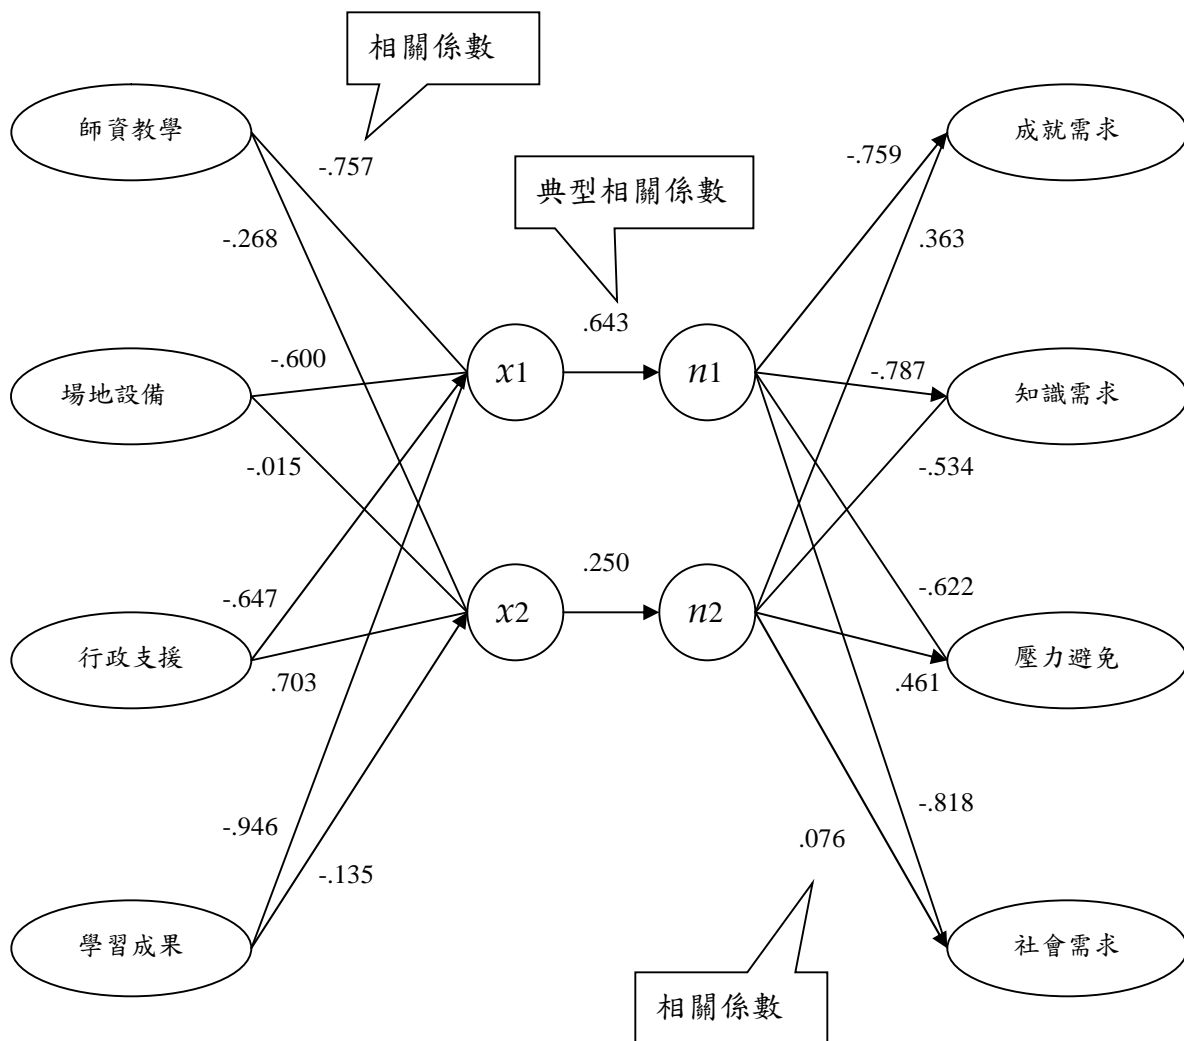 相關係數
師資教學
成就需求
-.757
-.759
典型相關係數
-.268
.363
.643
-.600
x1
n1
-.787
場地設備
知識需求
-.015
-.534
.250
-.647
x2
n2
-.622
行政支援
壓力避免
.703
.461
-.946
-.818
.076
-.135
學習成果
社會需求
相關係數